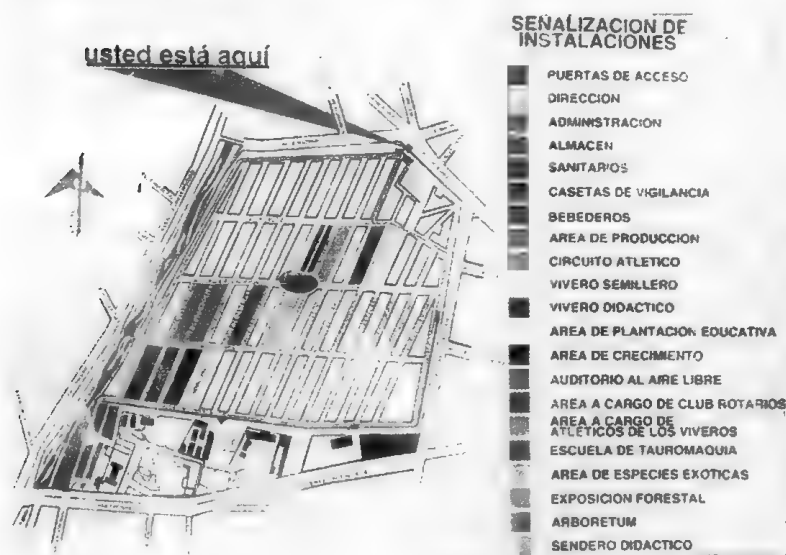 usted está aquí
SEÑALIZACION DE
INSTALACIONES
PUERTAS DE ACCESO
DIRECCION
ADMINISTRACION
ALMACEN
SANITARIOS
CASETAS DE VIGILANCIA
BEBEDEROS
AREA DE PRODUCCION
CIRCUITO ATLETICO
VIVERO SEMILLERO
VIVERO DIDACTICO
AREA DE PLANTACION EDUCATIVA
AREA DE CRECIMIENTO
AUDITORIO AL AIRE LIBRE
AREA A CARGO DE CLUB ROTARIOS
AREA A CARGO DE
ATLETICOS DE LOS VIVEROS
ESCUELA DE TAUROMAQUIA
AREA DE ESPECIES EXOTICAS
EXPOSICION FORESTAL
ARBORETUM
SENDERO DIDACTICO